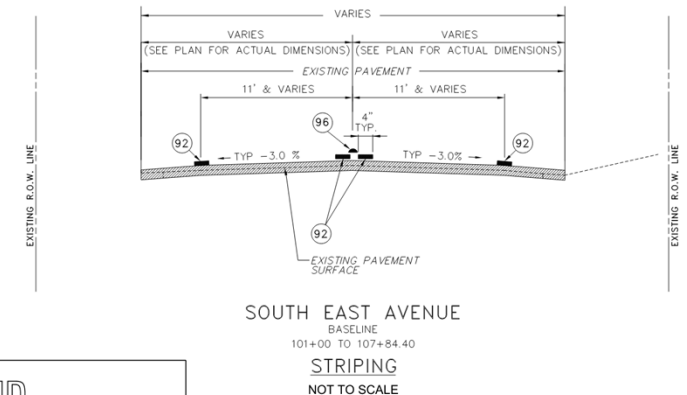 VARIES
VARIES VARIES
(SEE PLAN FOR ACTUAL DIMENSIONS) (SEE PLAN FOR ACTUAL DIMENSIONS)
EXISTING PAVEMENT
11' & VARIES 11' & VARIES
4"
TYP.
96
92 92
TYP -3.0 % TYP -3.0%
EXISTING R.O.W. LINE
EXISTING R.O.W. LINE
92
EXISTING PAVEMENT
SURFACE
SOUTH EAST AVENUE
BASELINE
101+00 TO 107+84.40
STRIPING
NOT TO SCALE